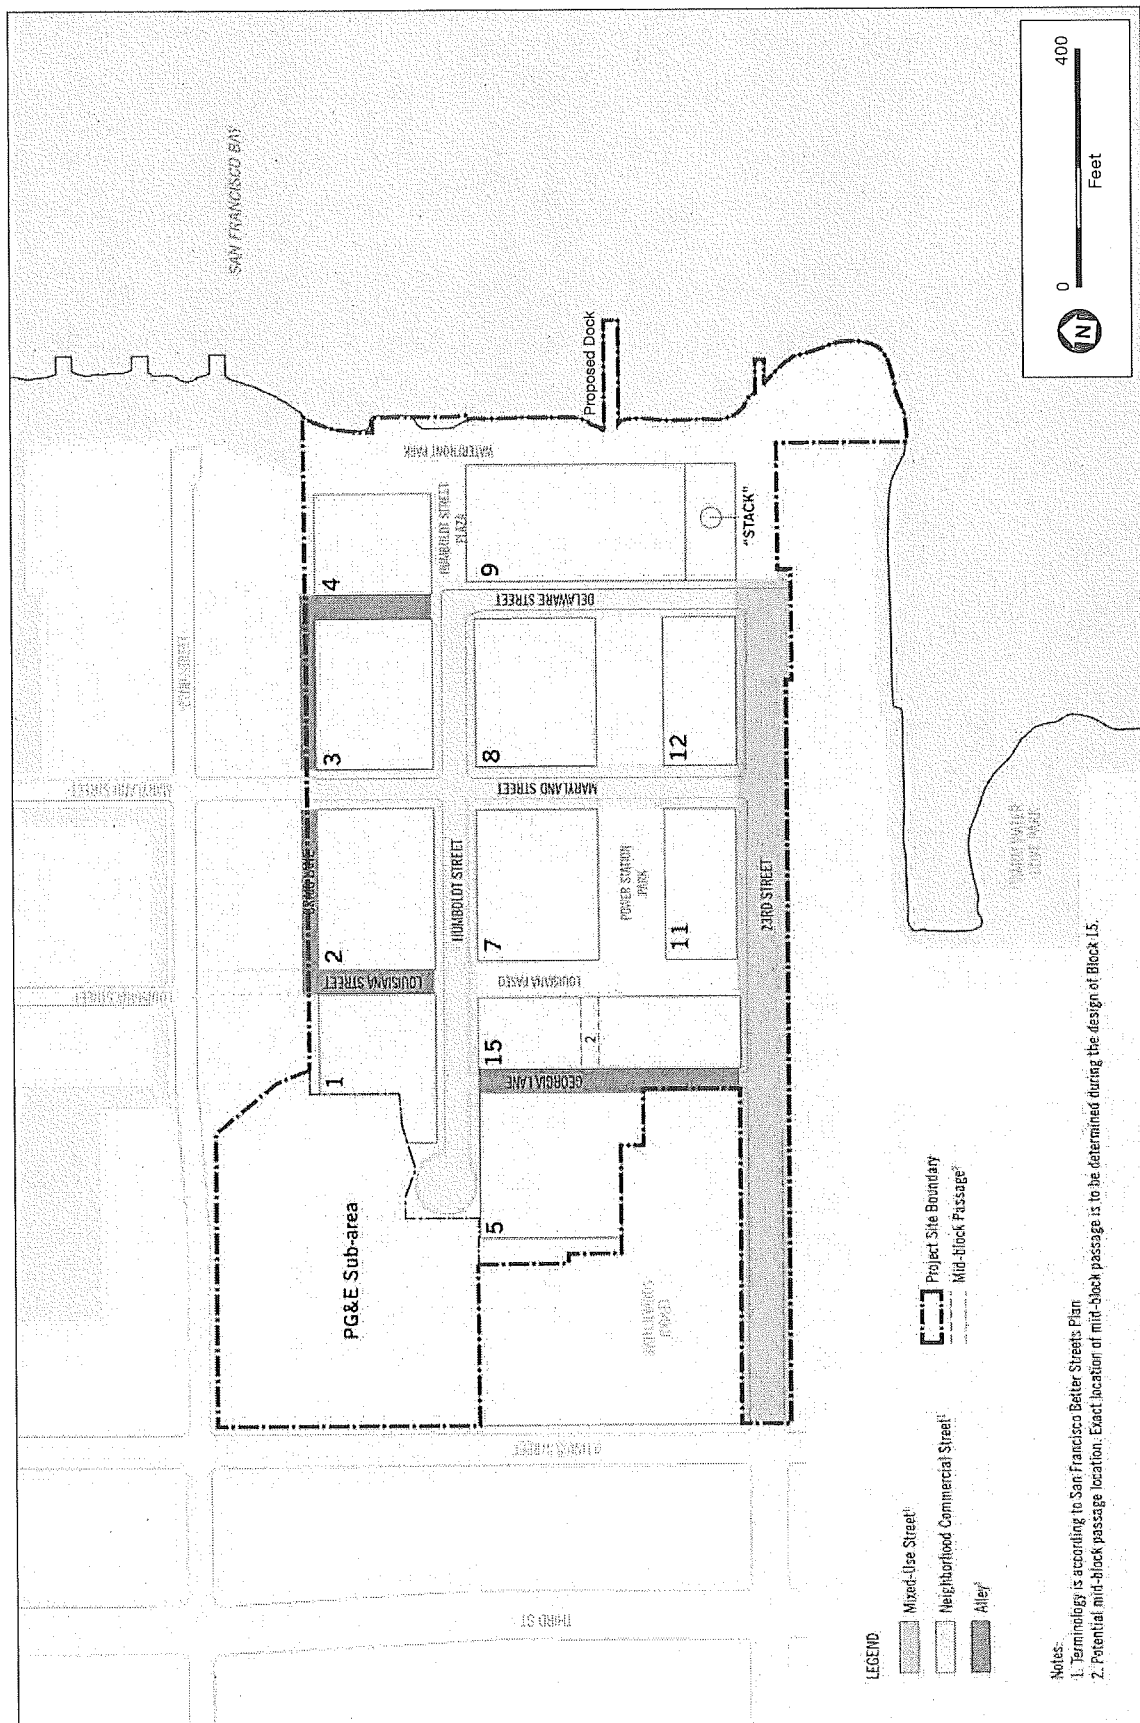 SAN FRANCISCO BAY
MARYLAND STREET
LOUISIANA STREET
CRAIG LANE
PG&E Sub-area
1
LOUISIANA STREET
2
3
4
HUMBOLDT STREET
HUMBOLDT STREET
PLAZA
WATERFRONT PARK
Proposed Dock
5
GEORGIA LANE
15
2
LOUISIANA PASEO
7
MARYLAND STREET
8
DELAWARE STREET
9
POWER STATION
PARK
11
12
"STACK"
23RD STREET
THIRD ST
LEGEND
Mixed-Use Street¹
Neighborhood Commercial Street¹
Alley¹
Project Site Boundary
Mid-block Passage²
Notes:
1. Terminology is according to San Francisco Better Streets Plan
2. Potential mid-block passage location. Exact location of mid-block passage is to be determined during the design of Block 15.
N
0
400
Feet